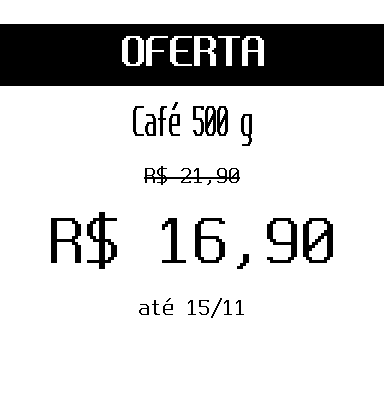 OFERTA
Café 500 g
R$ 21,90
R$ 16,90
até 15/11